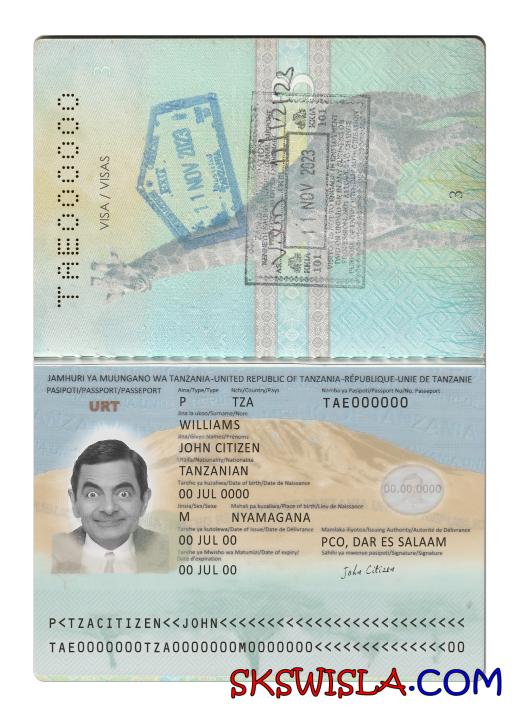 TAE000000
VISA / VISAS
11 NOV 2023
11 NOV 2023
KKIA
101
KKIA
101
3
JAMHURI YA MUUNGANO WA TANZANIA-UNITED REPUBLIC OF TANZANIA-RÉPUBLIQUE-UNIE DE TANZANIE
PASIPOTI/PASSPORT/PASSEPORT
Aina/Type/Type
Nchi/Country/Pays
Namba ya Pasipoti/Passport No/No. Passeport
URT
P
TZA
TAE000000
Jina la ukoo/Surname/Nom
WILLIAMS
Jina/Given Names/Prénoms
JOHN CITIZEN
Utaifa/Nationality/Nationalite
TANZANIAN
Tarehe ya kuzaliwa/Date of birth/Date de Naissance
00 JUL 0000
00.00.0000
Jinsia/Sex/Sexe
Mahali pa kuzaliwa/Place of birth/Lieu de Naissance
M
NYAMAGANA
Tarehe ya kutolewa/Date of issue/Date de Délivrance
Mamlaka iliyotoa/Issuing Authority/Autorité de Délivrance
00 JUL 00
PCO, DAR ES SALAAM
Tarehe ya Mwisho wa Matumizi/Date of expiry/
Date d'expiration
Sahihi ya mwenye pasipoti/Signature/Signature
00 JUL 00
John Citizen
P<TZACITIZEN<<JOHN<<<<<<<<<<<<<<<<<<<<<<<<<<
TAE0000000TZA0000000M0000000<<<<<<<<<<<<<<00
SKSWISLA.COM